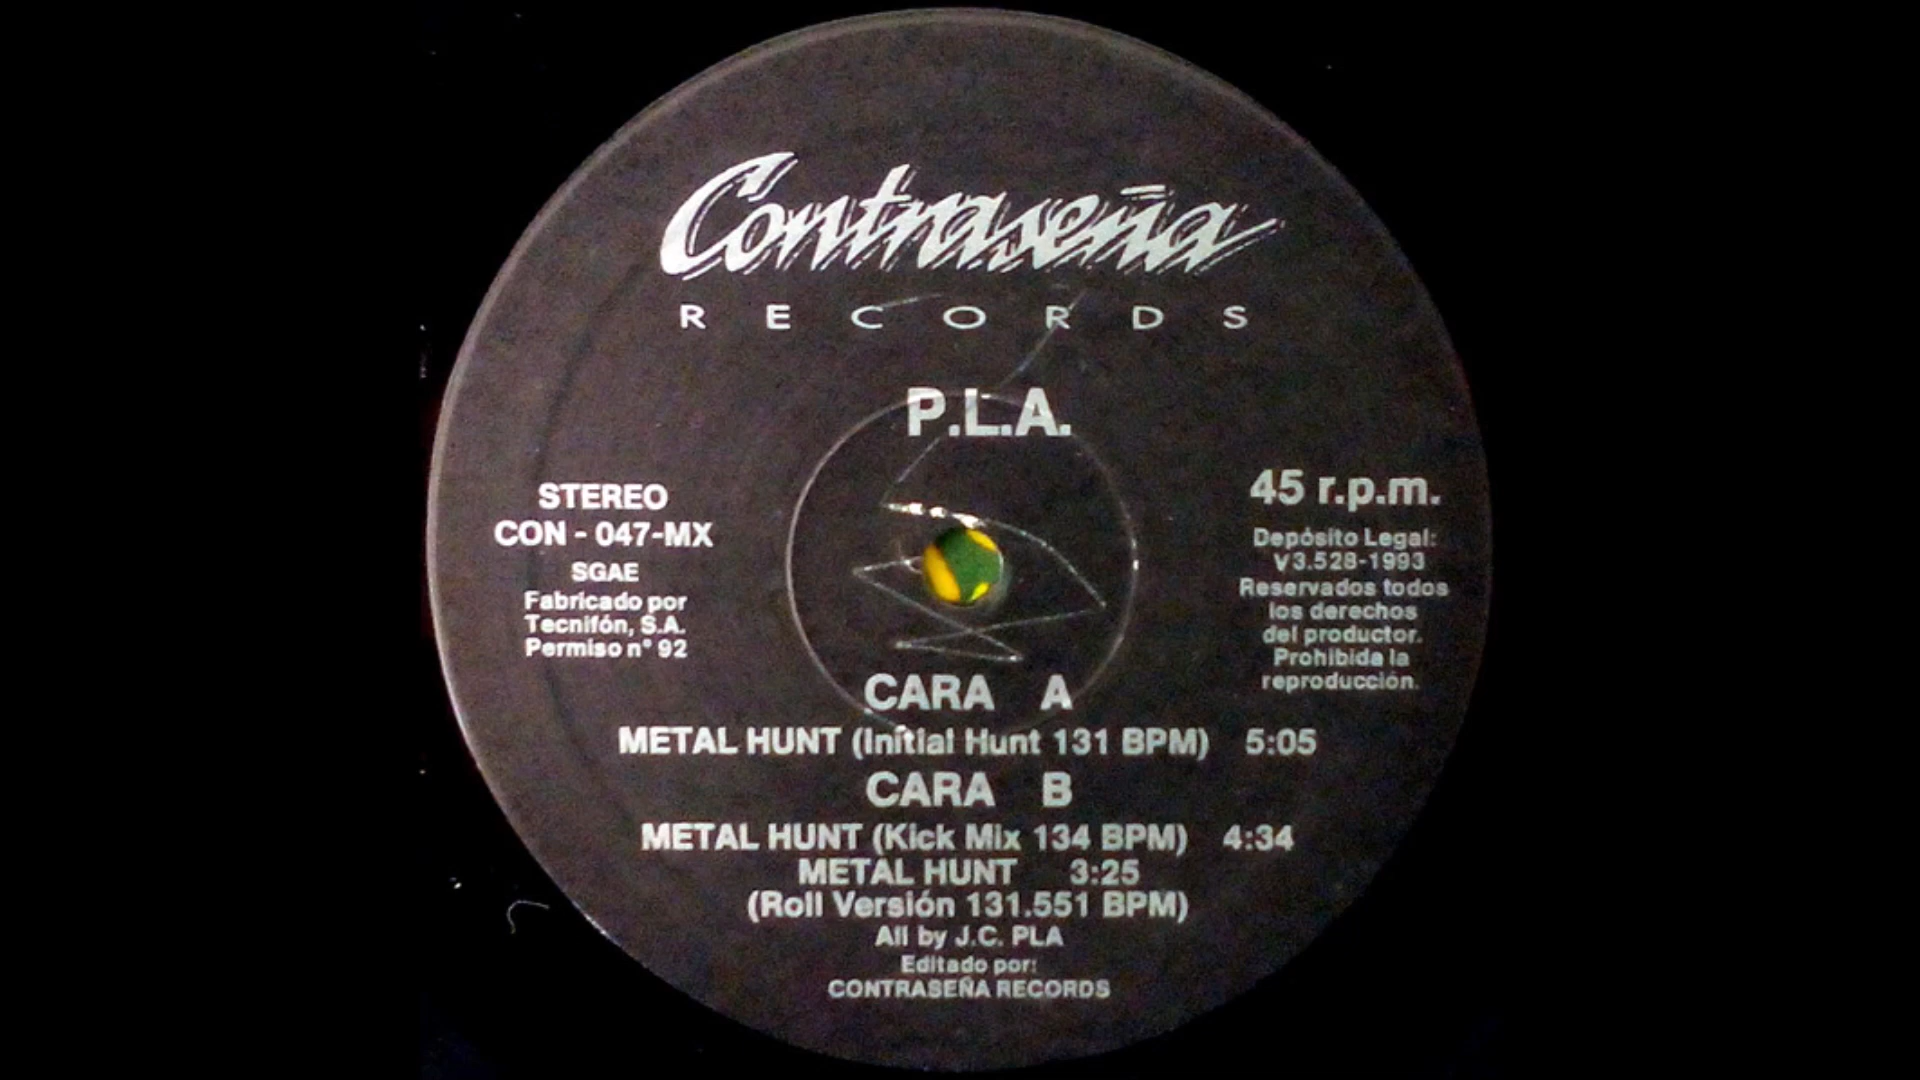 Contraseña
RECORDS
P.L.A.
STEREO
CON - 047-MX
SGAE
Fabricado por
Tecnifón, S.A.
Permiso n° 92
45 r.p.m.
Depósito Legal:
V3.528-1993
Reservados todos
los derechos
del productor.
Prohibida la
reproducción.
CARA A
METAL HUNT (Initial Hunt 131 BPM) 5:05
CARA B
METAL HUNT (Kick Mix 134 BPM) 4:34
METAL HUNT 3:25
(Roll Versión 131.551 BPM)
All by J.C. PLA
Editado por:
CONTRASEÑA RECORDS